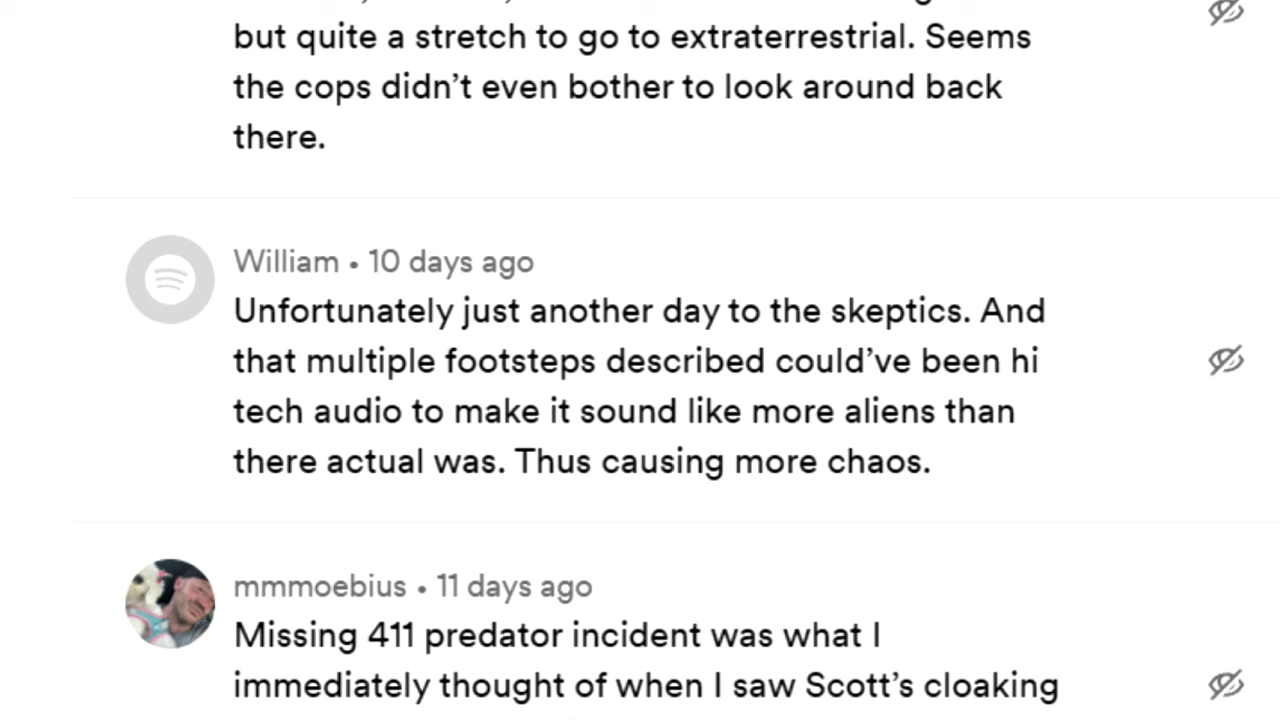 but quite a stretch to go to extraterrestrial. Seems
the cops didn’t even bother to look around back
there.
William • 10 days ago
Unfortunately just another day to the skeptics. And
that multiple footsteps described could’ve been hi
tech audio to make it sound like more aliens than
there actual was. Thus causing more chaos.
mmmoebius • 11 days ago
Missing 411 predator incident was what I
immediately thought of when I saw Scott’s cloaking